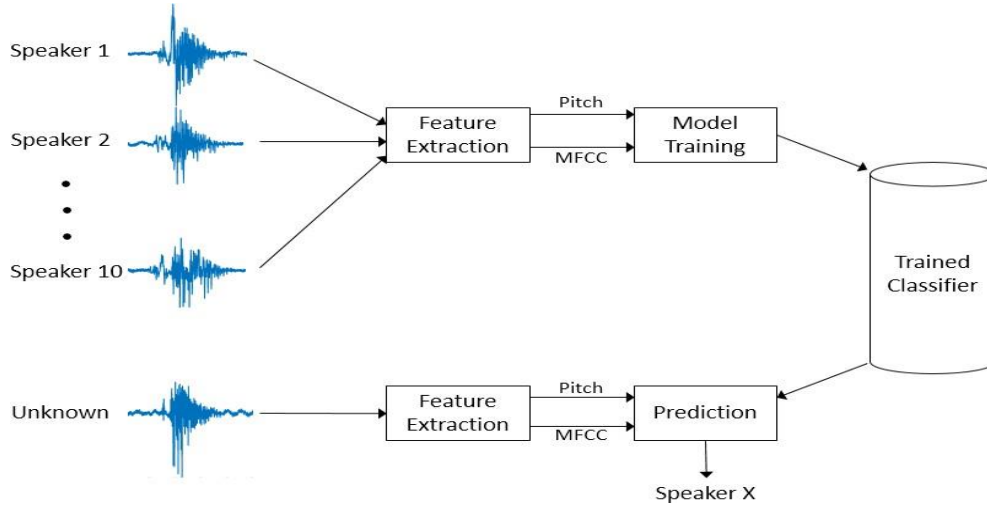 Speaker 1
Speaker 2
Speaker 10
Feature
Extraction
Pitch
MFCC
Model
Training
Trained
Classifier
Unknown
Feature
Extraction
Pitch
MFCC
Prediction
Speaker X